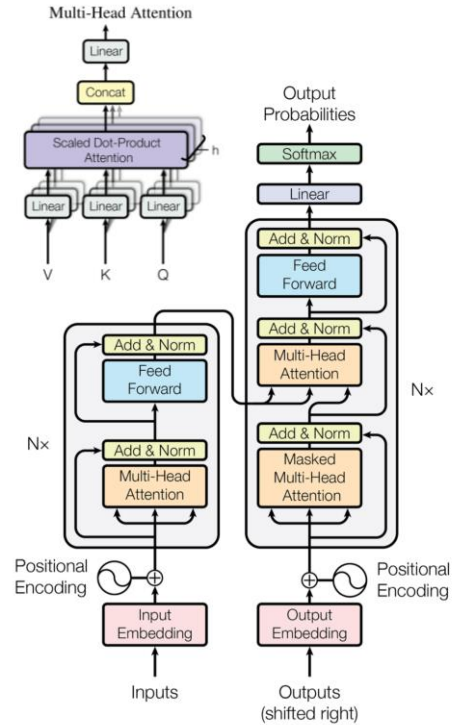 Multi-Head Attention
Linear
Concat
Scaled Dot-Product
Attention
h
Linear
Linear
Linear
V
K
Q
Output
Probabilities
Softmax
Linear
Add & Norm
Feed
Forward
Add & Norm
Multi-Head
Attention
Nx
Add & Norm
Masked
Multi-Head
Attention
Add & Norm
Feed
Forward
Nx
Add & Norm
Multi-Head
Attention
Positional
Encoding
Positional
Encoding
Input
Embedding
Output
Embedding
Inputs
Outputs
(shifted right)